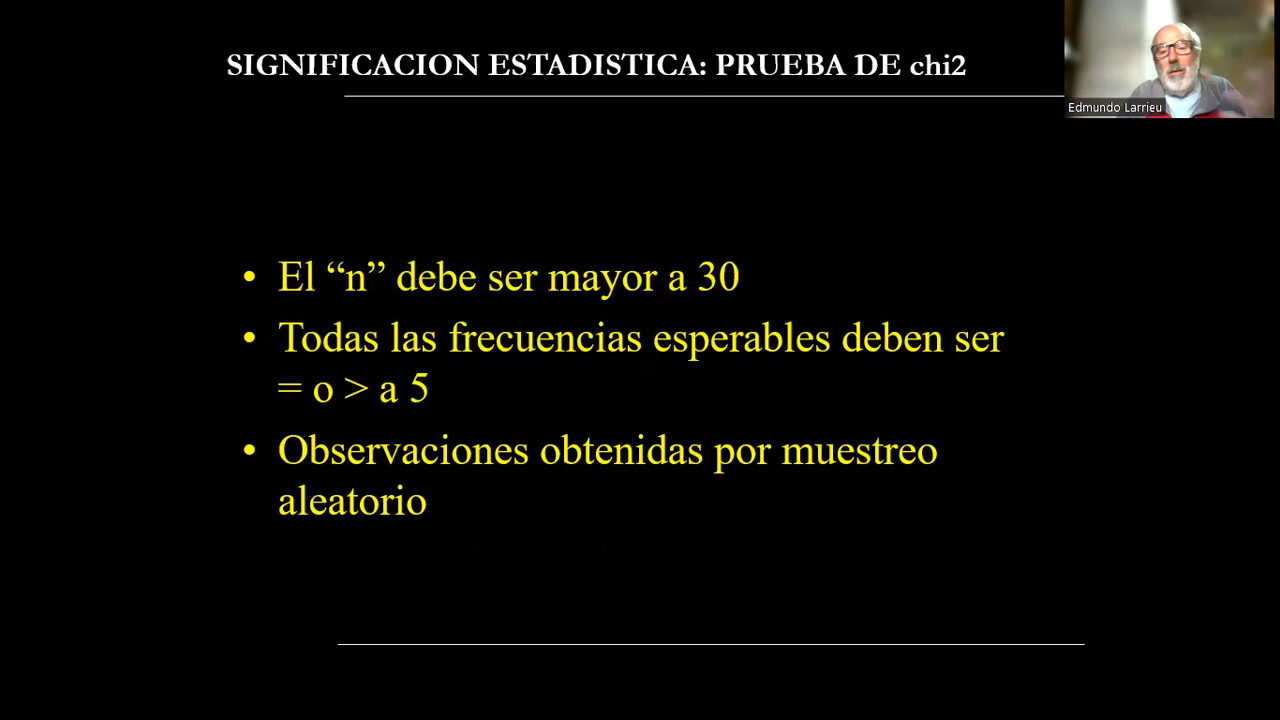 SIGNIFICACION ESTADISTICA: PRUEBA DE chi2
Edmundo Larrieu
• El “n” debe ser mayor a 30
• Todas las frecuencias esperables deben ser
= o > a 5
• Observaciones obtenidas por muestreo
aleatorio